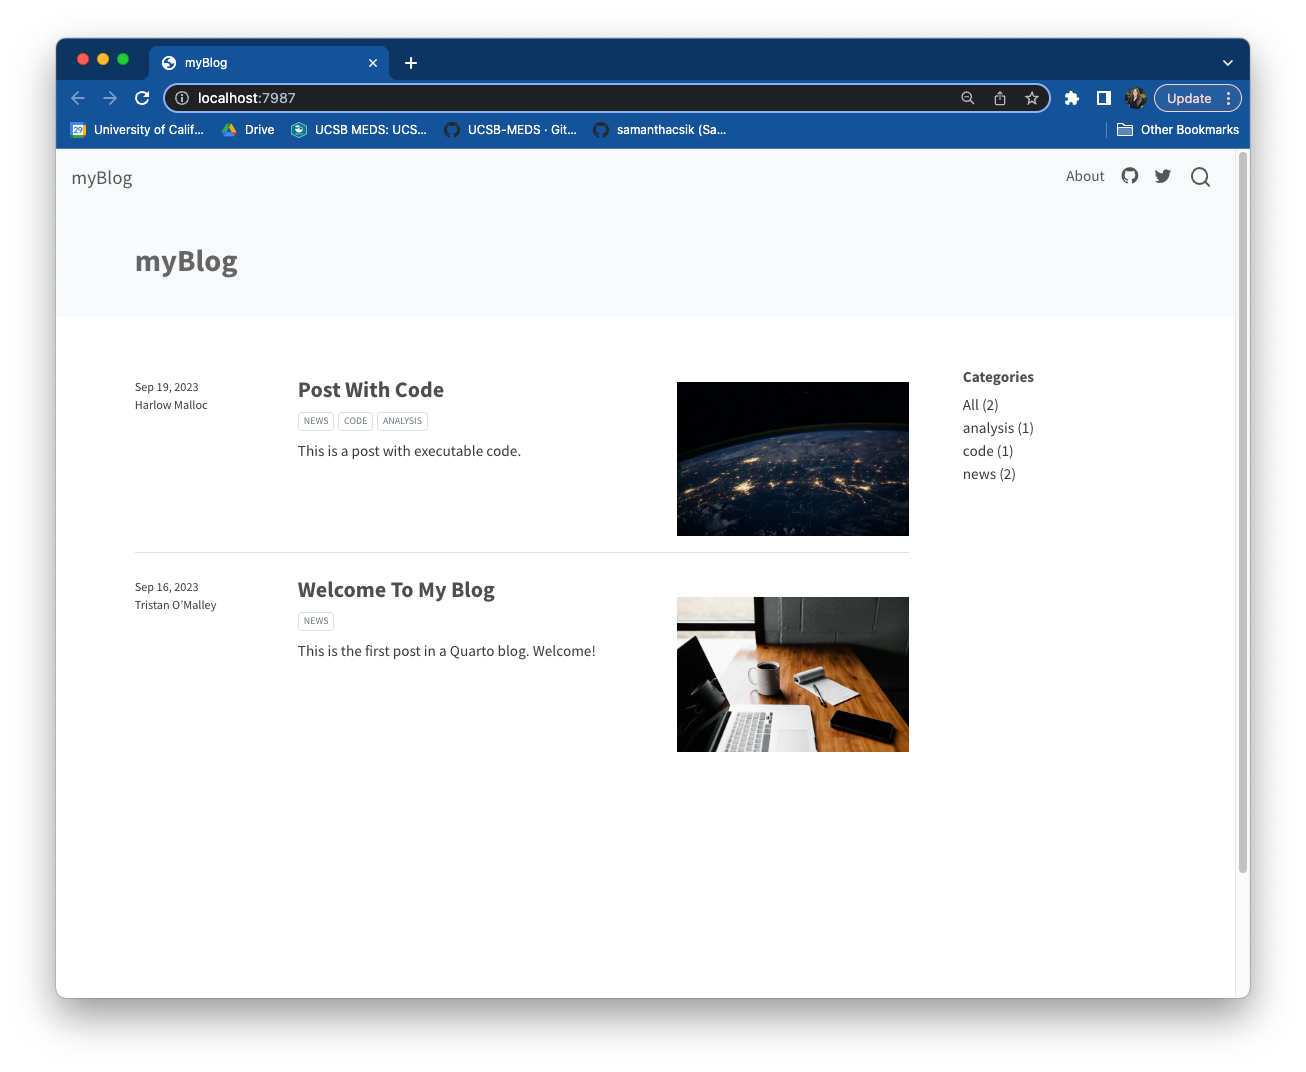 myBlog
localhost:7987
Update
29
University of Calif...
Drive
UCSB MEDS: UCS...
UCSB-MEDS · Git...
samanthacsik (Sa...
Other Bookmarks
myBlog
About
myBlog
Sep 19, 2023
Harlow Malloc
Post With Code
NEWS CODE ANALYSIS
This is a post with executable code.
Categories
All (2)
analysis (1)
code (1)
news (2)
Sep 16, 2023
Tristan O’Malley
Welcome To My Blog
NEWS
This is the first post in a Quarto blog. Welcome!